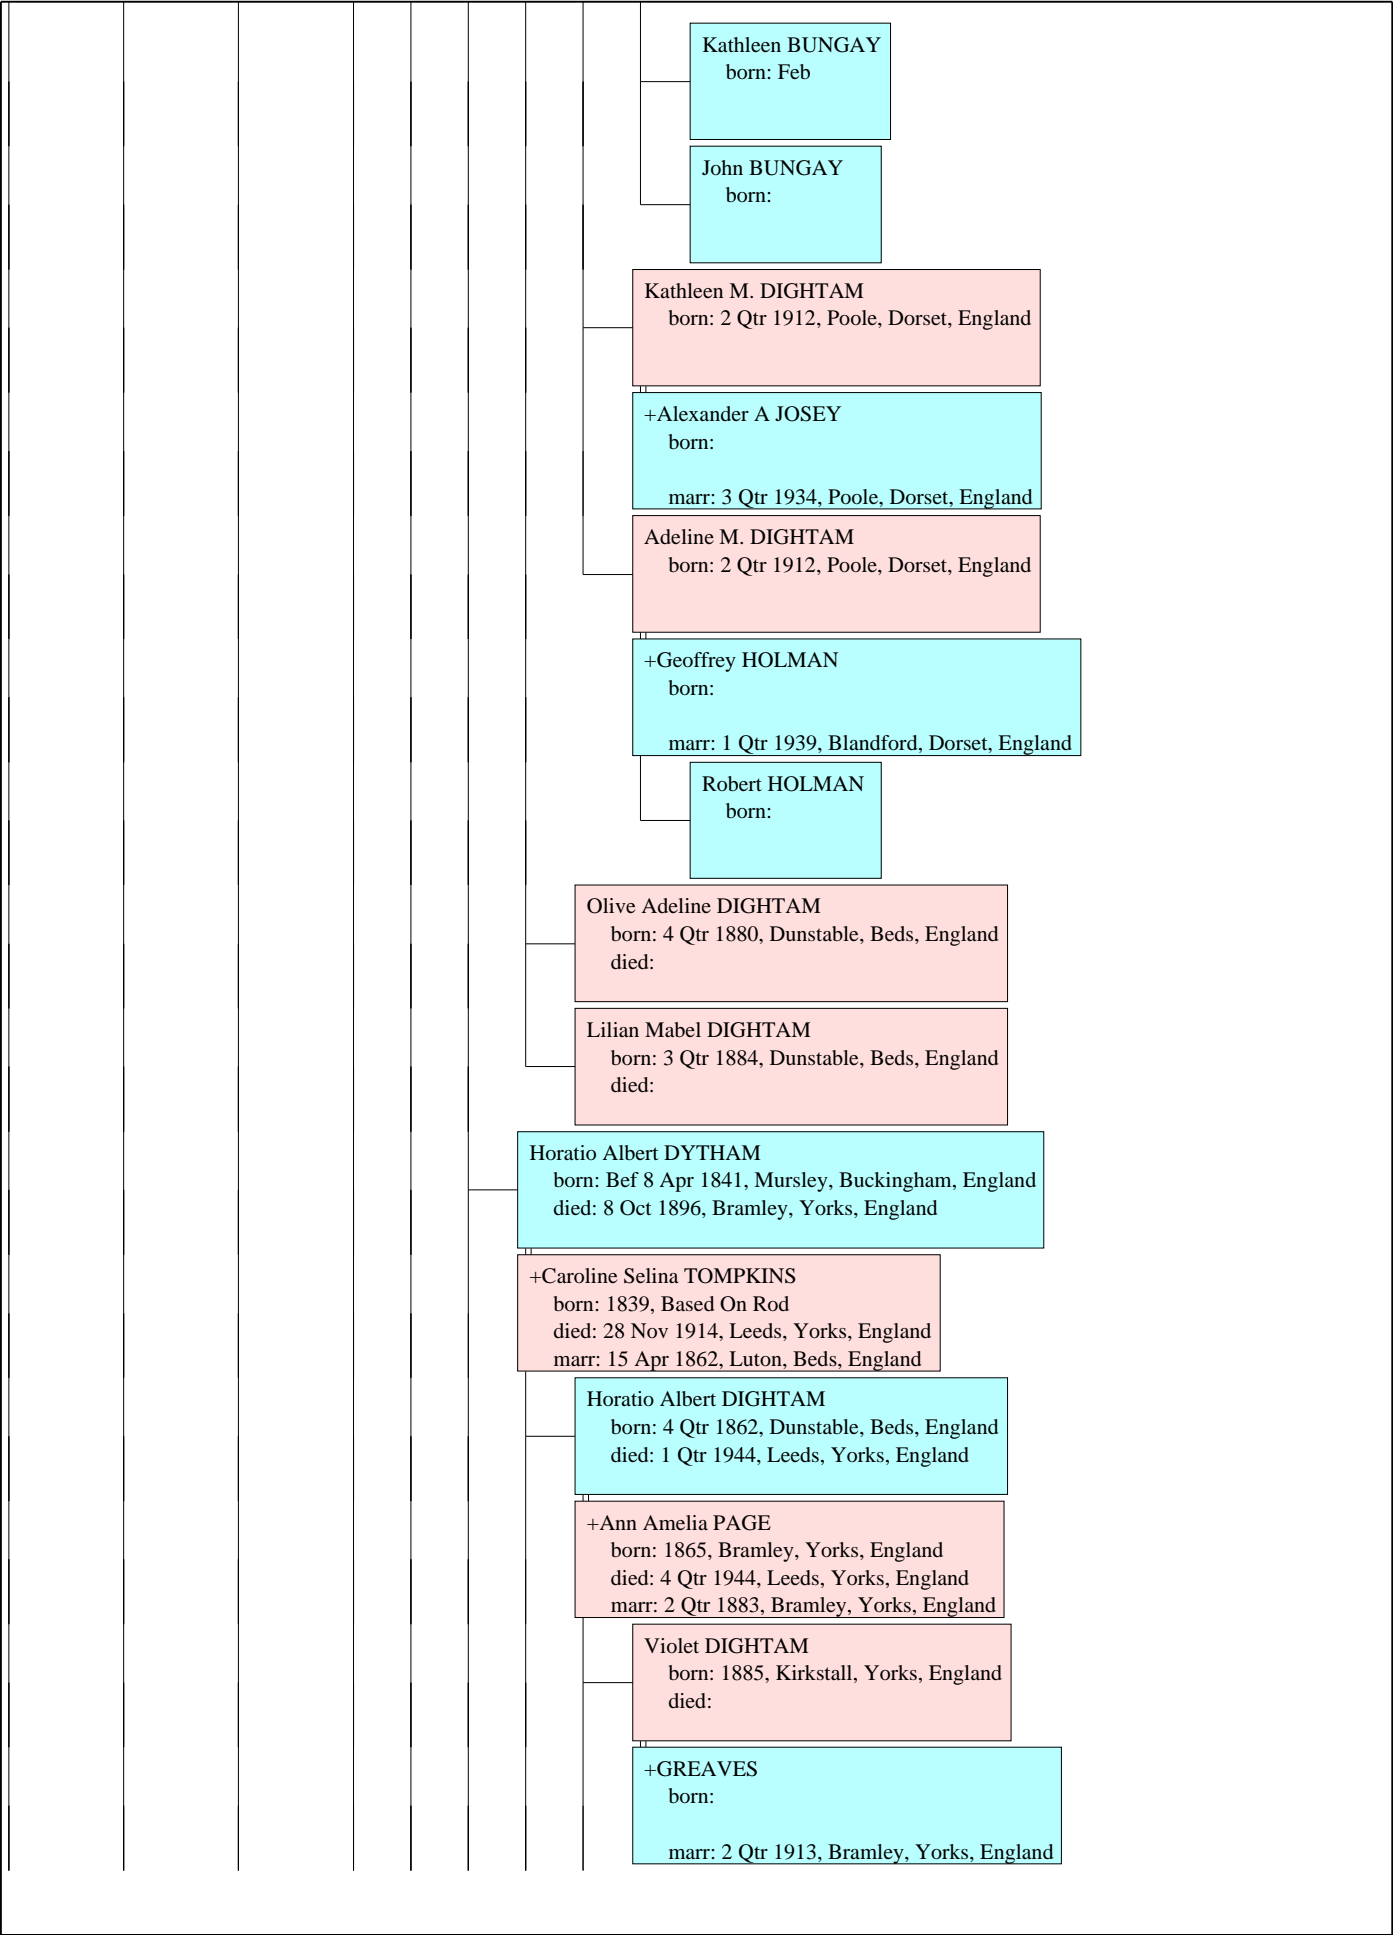 Kathleen BUNGAY
born: Feb
John BUNGAY
born:
Kathleen M. DIGHTAM
born: 2 Qtr 1912, Poole, Dorset, England
+Alexander A JOSEY
born:
marr: 3 Qtr 1934, Poole, Dorset, England
Adeline M. DIGHTAM
born: 2 Qtr 1912, Poole, Dorset, England
+Geoffrey HOLMAN
born:
marr: 1 Qtr 1939, Blandford, Dorset, England
Robert HOLMAN
born:
Olive Adeline DIGHTAM
born: 4 Qtr 1880, Dunstable, Beds, England
died:
Lilian Mabel DIGHTAM
born: 3 Qtr 1884, Dunstable, Beds, England
died:
Horatio Albert DYTHAM
born: Bef 8 Apr 1841, Mursley, Buckingham, England
died: 8 Oct 1896, Bramley, Yorks, England
+Caroline Selina TOMPKINS
born: 1839, Based On Rod
died: 28 Nov 1914, Leeds, Yorks, England
marr: 15 Apr 1862, Luton, Beds, England
Horatio Albert DIGHTAM
born: 4 Qtr 1862, Dunstable, Beds, England
died: 1 Qtr 1944, Leeds, Yorks, England
+Ann Amelia PAGE
born: 1865, Bramley, Yorks, England
died: 4 Qtr 1944, Leeds, Yorks, England
marr: 2 Qtr 1883, Bramley, Yorks, England
Violet DIGHTAM
born: 1885, Kirkstall, Yorks, England
died:
+GREAVES
born:
marr: 2 Qtr 1913, Bramley, Yorks, England